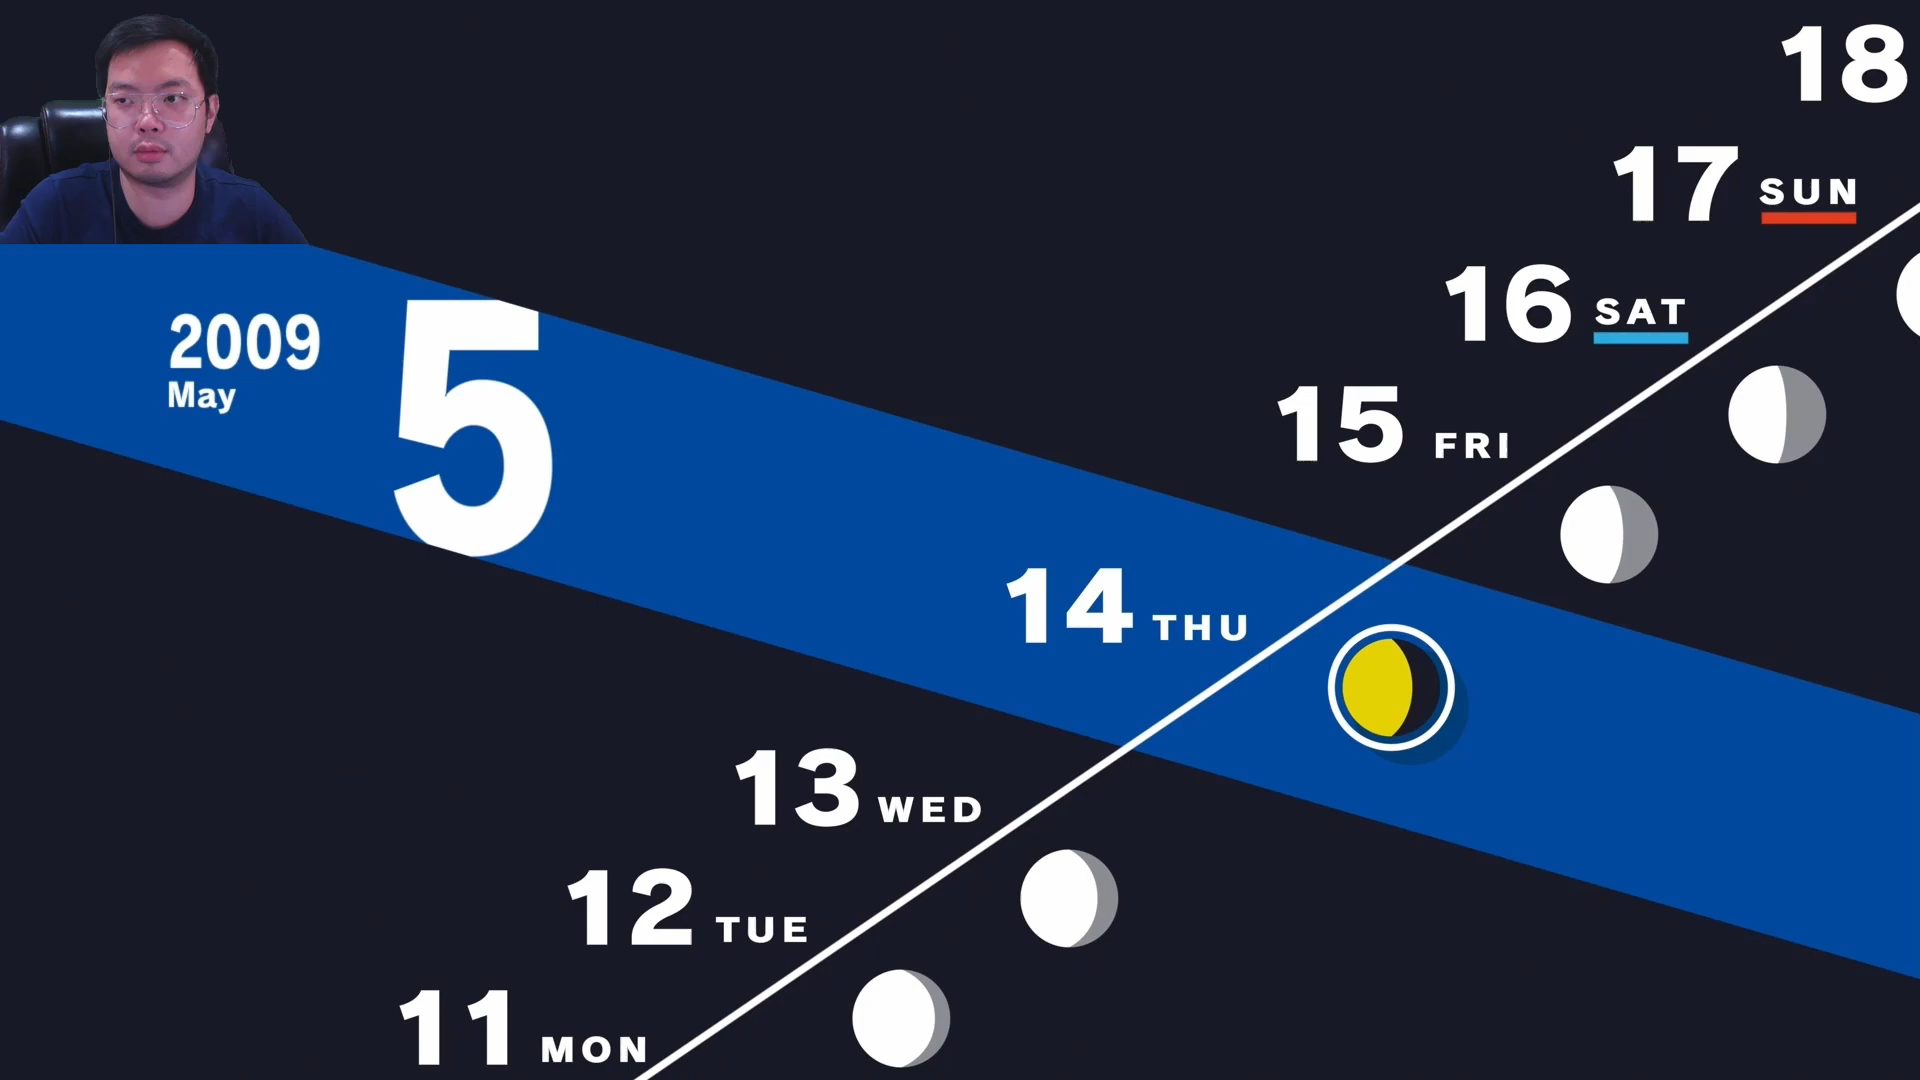 18
17 SUN
16 SAT
15 FRI
2009
May
5
14 THU
13 WED
12 TUE
11 MON